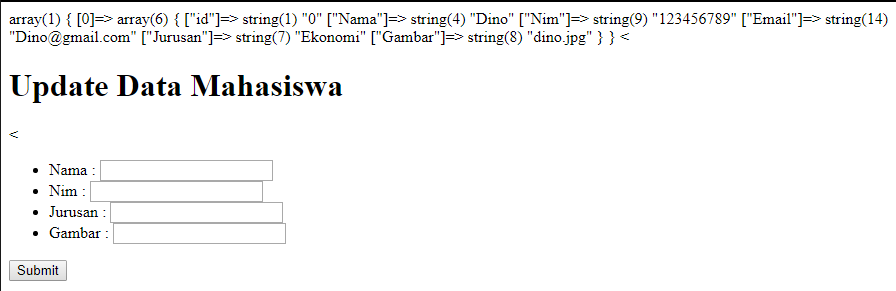 array(1) { [0]=> array(6) { ["id"]=> string(1) "0" ["Nama"]=> string(4) "Dino" ["Nim"]=> string(9) "123456789" ["Email"]=> string(14)
"Dino@gmail.com" ["Jurusan"]=> string(7) "Ekonomi" ["Gambar"]=> string(8) "dino.jpg" } } <
Update Data Mahasiswa
<
• Nama :
• Nim :
• Jurusan :
• Gambar :
Submit